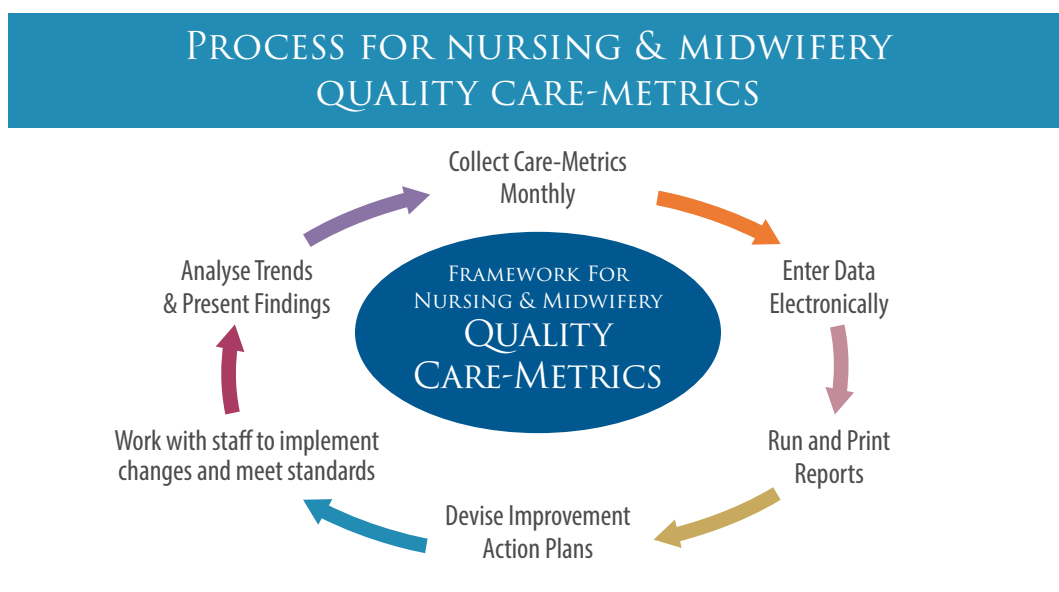 Process for nursing & midwifery
quality care-metrics
Collect Care-Metrics
Monthly
Enter Data
Electronically
Run and Print
Reports
Devise Improvement
Action Plans
Work with staff to implement
changes and meet standards
Analyse Trends
& Present Findings
Framework For
Nursing & Midwifery
Quality
Care-Metrics